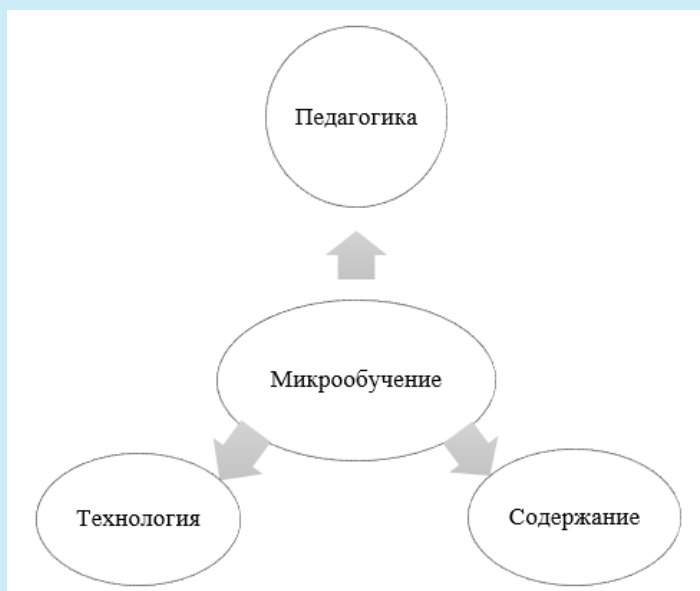 Педагогика
Микрообучение
Технология
Содержание